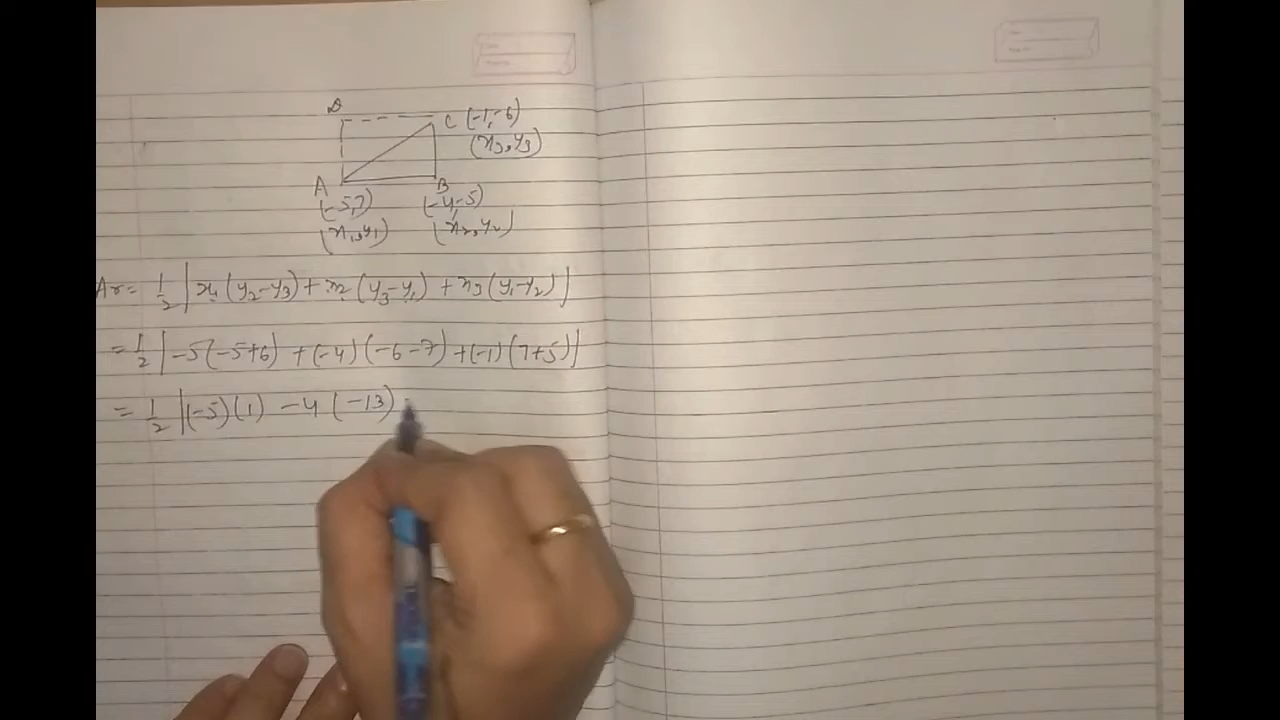 D
C (-1,-6)
(x3,y3)
A
B
(-5,7)
(-4,-5)
(x1,y1)
(x2,y2)
Ar = 1/2 |x1(y2-y3)+x2(y3-y1)+x3(y1-y2)|
= 1/2 |-5(-5+6)+(-4)(-6-7)+(-1)(7+5)|
= 1/2 |(-5)(1) -4(-13)